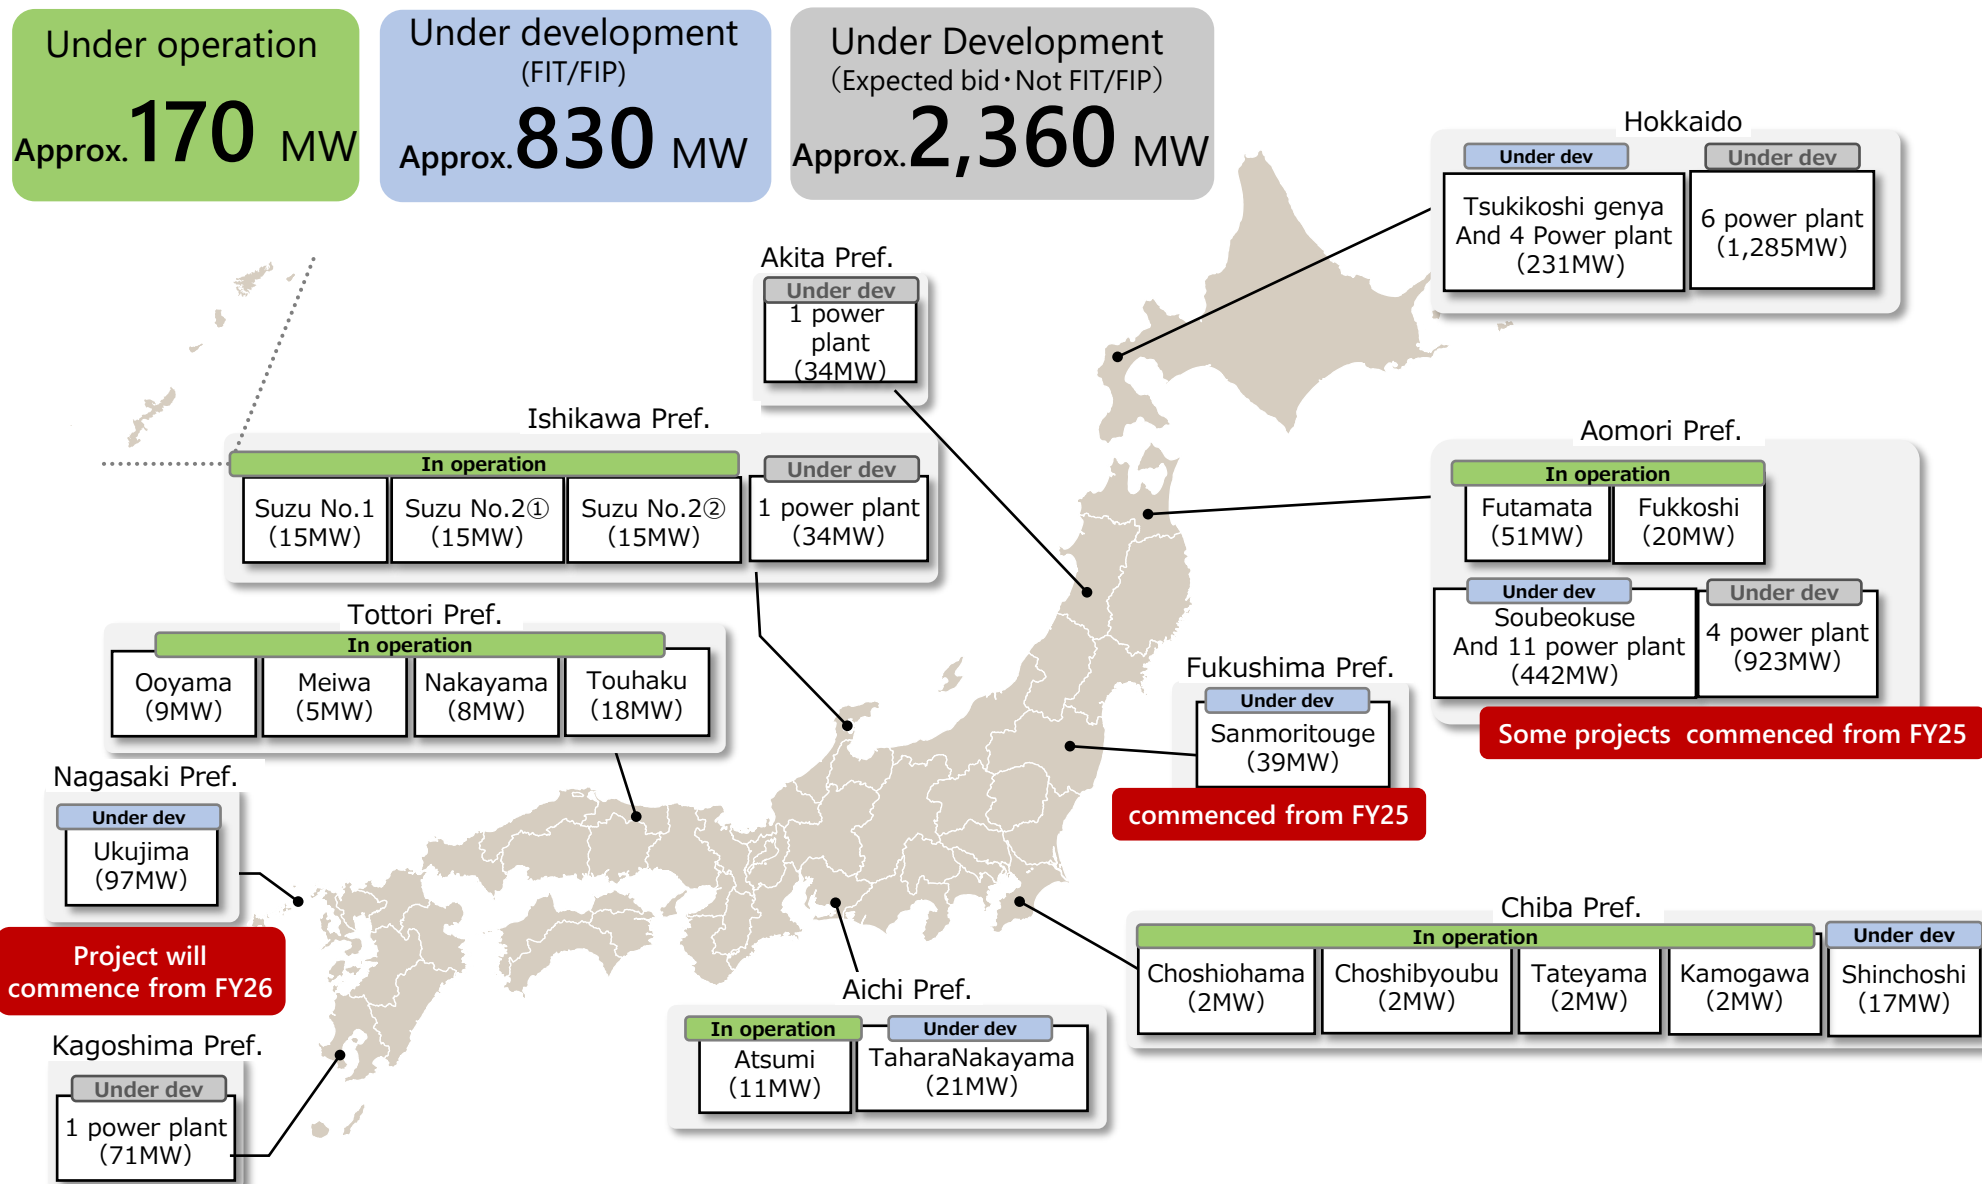 Under operation
Approx.170 MW
Under development
(FIT/FIP)
Approx.830 MW
Under Development
（Expected bid・Not FIT/FIP）
Approx.2,360 MW
Hokkaido
Under dev
Tsukikoshi genya
And 4 Power plant
（231MW）
Under dev
6 power plant
（1,285MW）
Akita Pref.
Under dev
1 power
plant
（34MW）
Ishikawa Pref.
In operation
Suzu No.1
（15MW）
Suzu No.2①
（15MW）
Suzu No.2②
（15MW）
Under dev
1 power plant
（34MW）
Aomori Pref.
In operation
Futamata
（51MW）
Fukkoshi
（20MW）
Under dev
Soubeokuse
And 11 power plant
（442MW）
Under dev
4 power plant
（923MW）
Some projects commenced from FY25
Tottori Pref.
In operation
Ooyama
（9MW）
Meiwa
（5MW）
Nakayama
（8MW）
Touhaku
（18MW）
Fukushima Pref.
Under dev
Sanmoritouge
（39MW）
commenced from FY25
Nagasaki Pref.
Under dev
Ukujima
（97MW）
Project will
commence from FY26
Chiba Pref.
In operation
Choshiohama
（2MW）
Choshibyoubu
（2MW）
Tateyama
（2MW）
Kamogawa
（2MW）
Under dev
Shinchoshi
（17MW）
Aichi Pref.
In operation
Atsumi
（11MW）
Under dev
TaharaNakayama
（21MW）
Kagoshima Pref.
Under dev
1 power plant
（71MW）